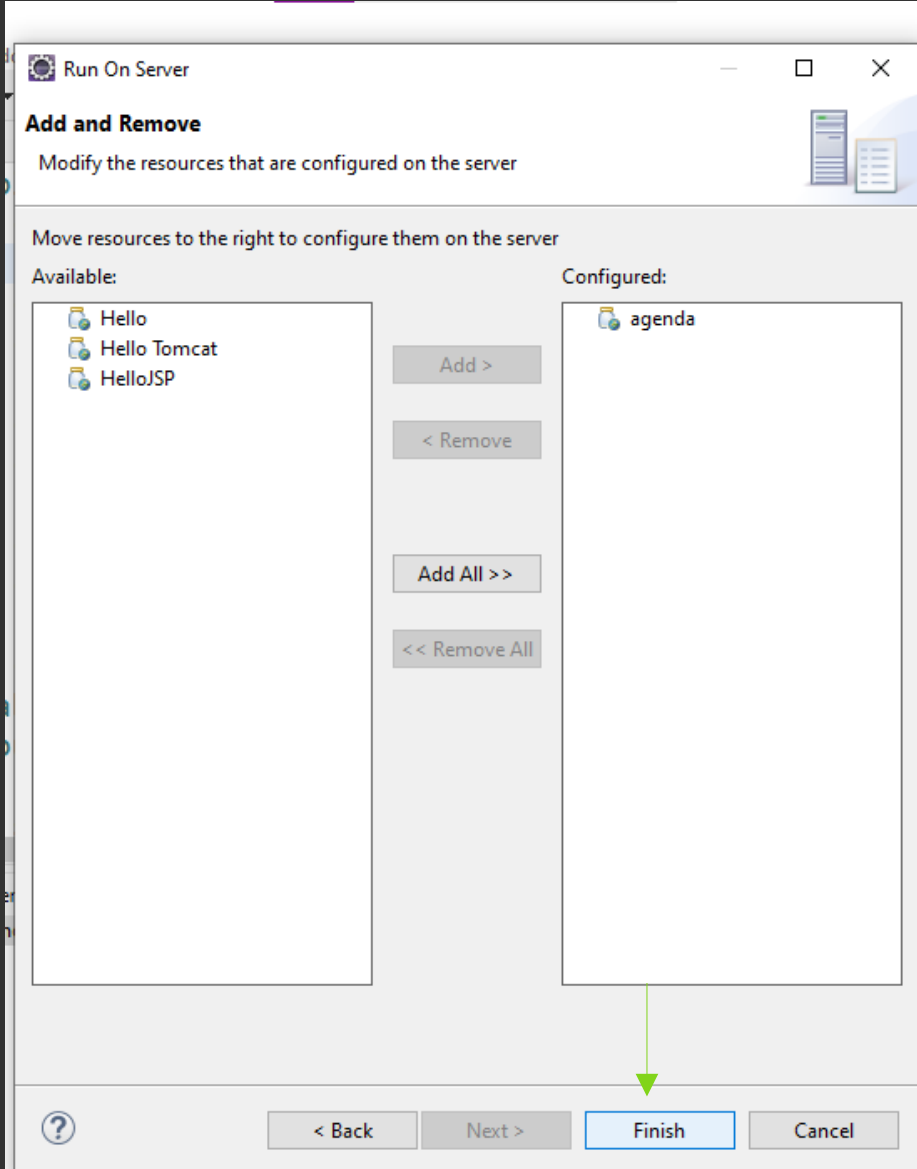 Run On Server
Add and Remove
Modify the resources that are configured on the server
Move resources to the right to configure them on the server
Available:
Configured:
Hello
Hello Tomcat
HelloJSP
agenda
Add >
< Remove
Add All >>
<< Remove All
< Back
Next >
Finish
Cancel